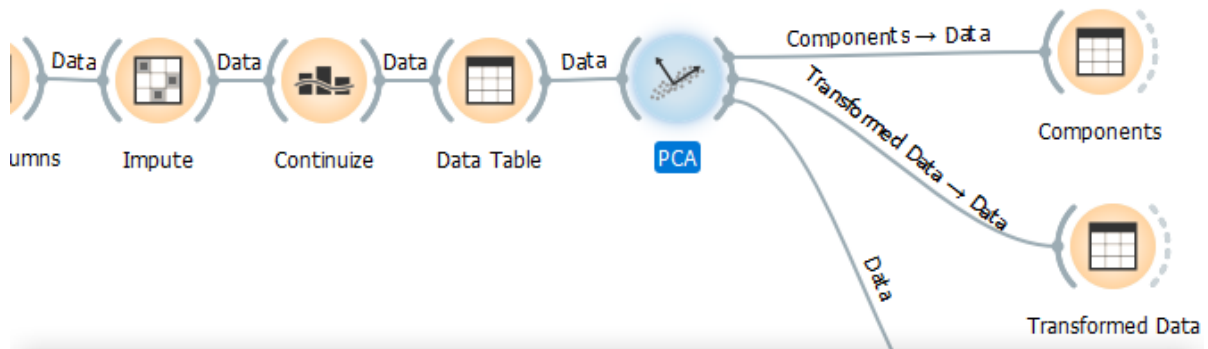 Data
Data
Data
Data
Components → Data
Transformed Data → Data
Data
umns
Impute
Continuize
Data Table
PCA
Components
Transformed Data